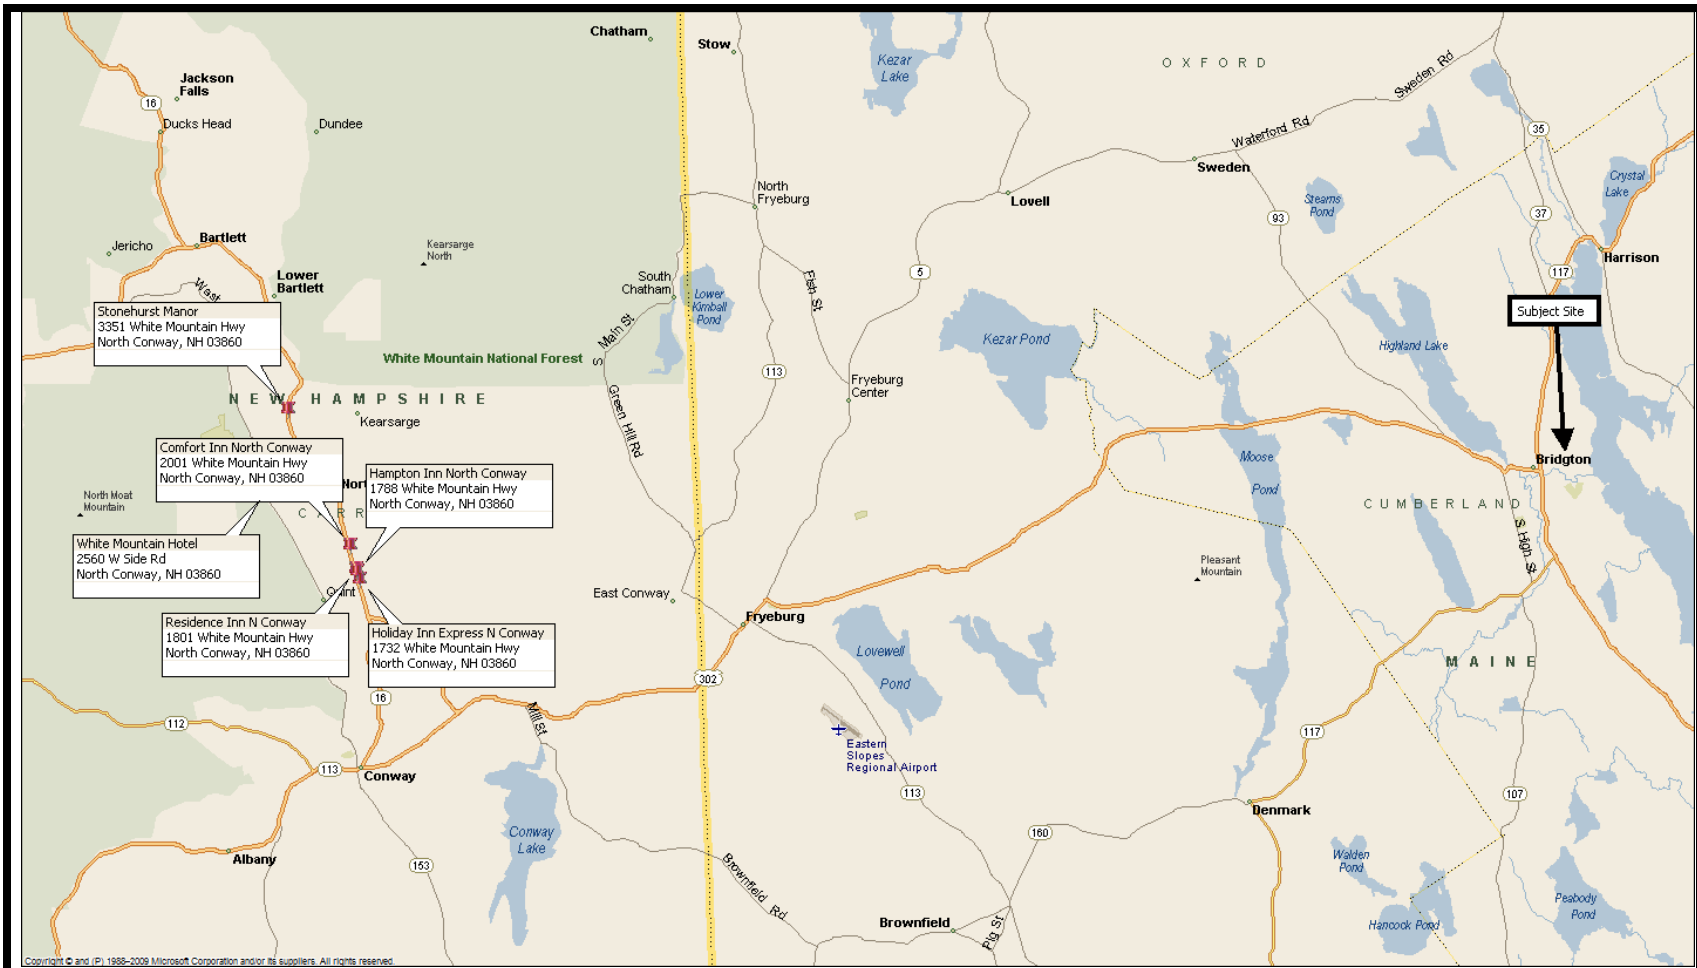 Chatham
Stow
Kezar
Lake
OXFORD
Sweden Rd
Jackson
Falls
16
Ducks Head
Dundee
Waterford Rd
35
Sweden
Crystal
Lake
North
Fryeburg
Lovell
Stearns
Pond
93
37
Bartlett
Jericho
Kearsarge
North
Harrison
South
Chatham
Fish St
5
117
Lower
Bartlett
West
Lower
Kimball
Pond
Stonehurst Manor
3351 White Mountain Hwy
North Conway, NH 03860
Subject Site
S Main St
Kezar Pond
Highland Lake
White Mountain National Forest
113
Fryeburg
Center
NEW HAMPSHIRE
Kearsarge
Green Hill Rd
Comfort Inn North Conway
2001 White Mountain Hwy
North Conway, NH 03860
Hampton Inn North Conway
1788 White Mountain Hwy
North Conway, NH 03860
Nort
Moose
Pond
Bridgton
North Moat
Mountain
CARR
CUMBERLAND
S High St
White Mountain Hotel
2560 W Side Rd
North Conway, NH 03860
Pleasant
Mountain
Quint
East Conway
Residence Inn N Conway
1801 White Mountain Hwy
North Conway, NH 03860
Holiday Inn Express N Conway
1732 White Mountain Hwy
North Conway, NH 03860
Fryeburg
Lovewell
Pond
MAINE
302
16
112
Mill St
117
Eastern
Slopes
Regional Airport
113
Conway
113
107
Denmark
Conway
Lake
160
Albany
153
Walden
Pond
Brownfield Rd
Peabody
Pond
Brownfield
Pig St
Hancock Pond
Copyright © and (P) 1988–2009 Microsoft Corporation and/or its suppliers. All rights reserved.